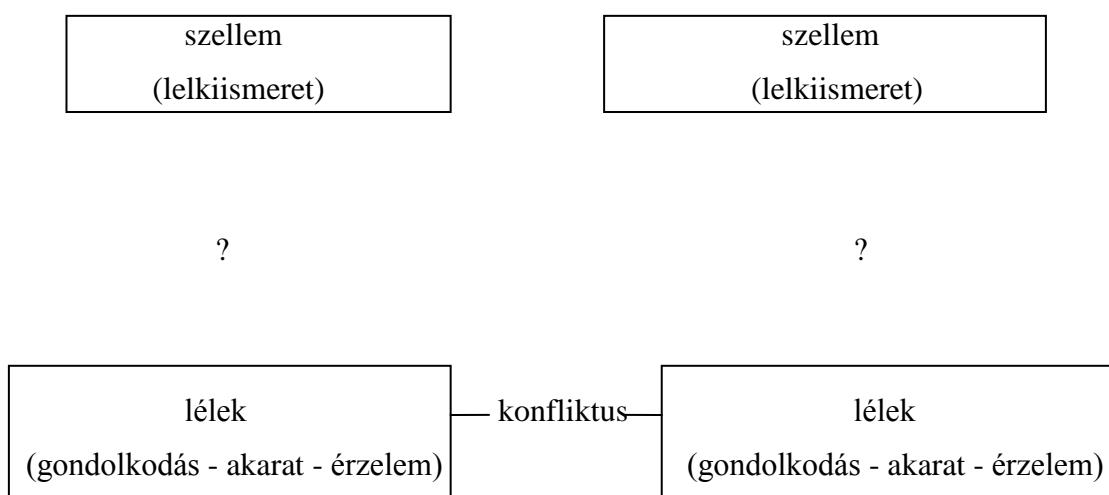 szellem
(lelkiismeret)
szellem
(lelkiismeret)
?
?
lélek
(gondolkodás - akarat - érzelem)
konfliktus
lélek
(gondolkodás - akarat - érzelem)